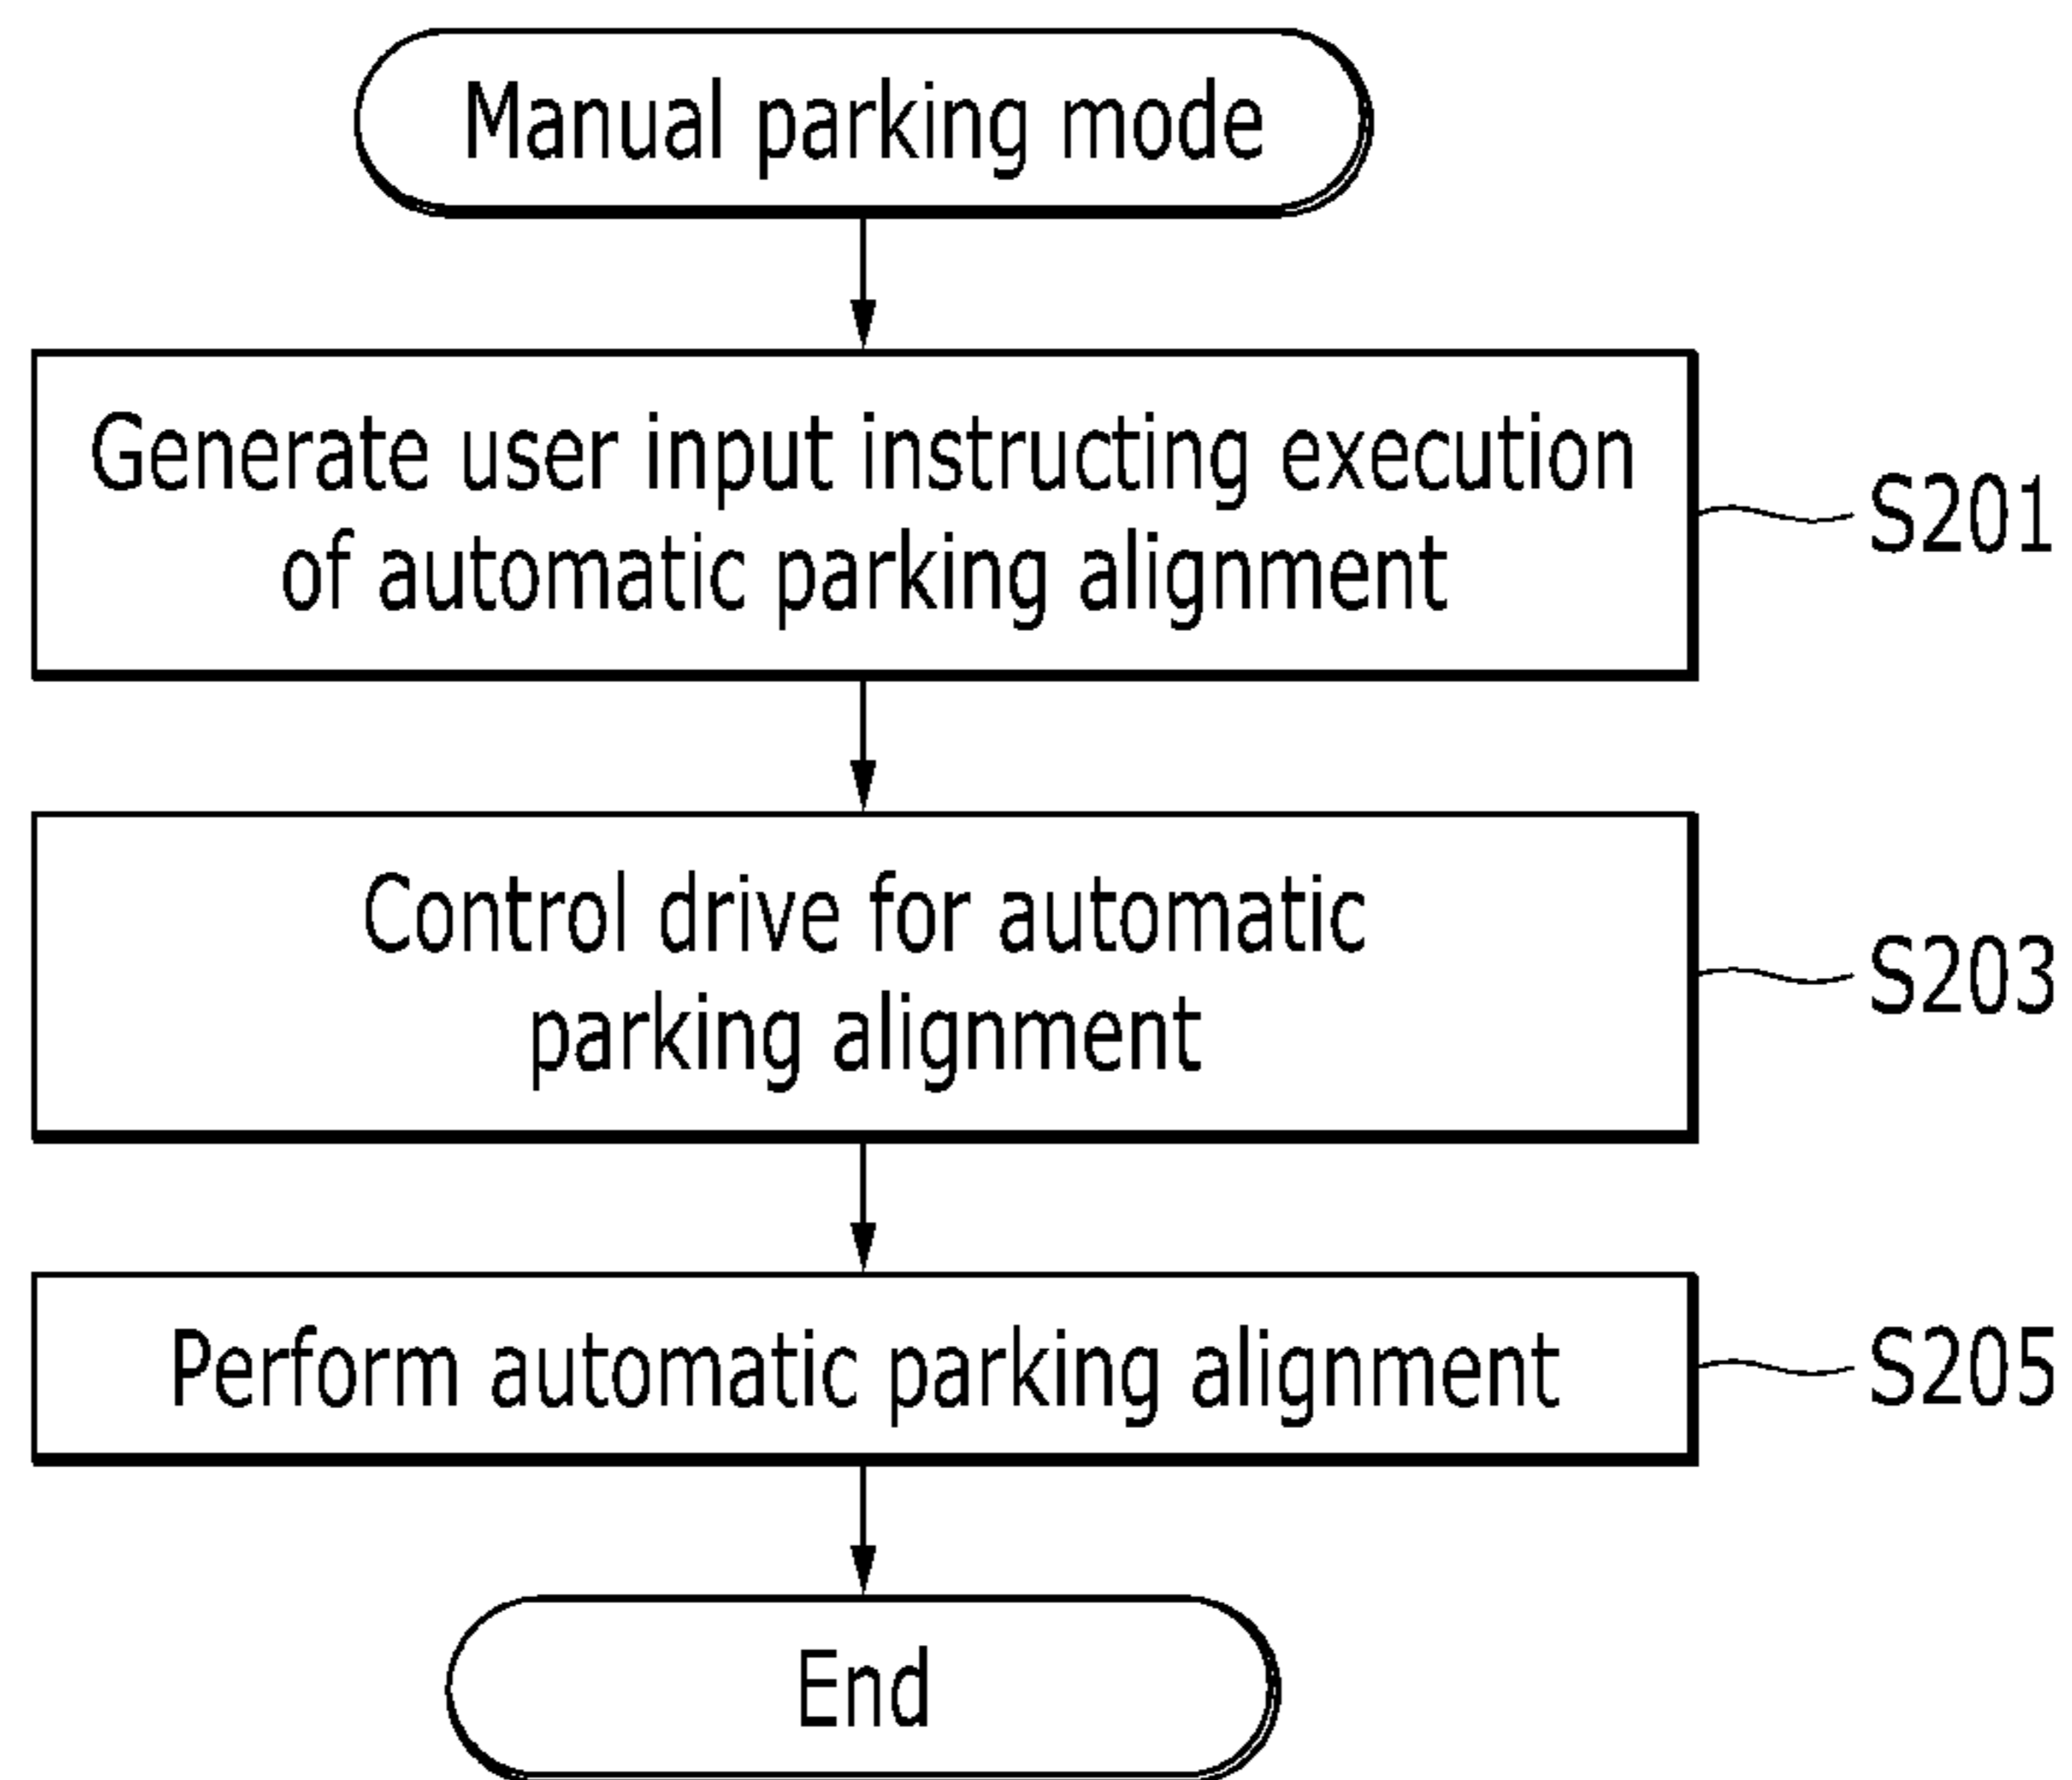 Manual parking mode
Generate user input instructing execution
of automatic parking alignment
S201
Control drive for automatic
parking alignment
S203
Perform automatic parking alignment
S205
End